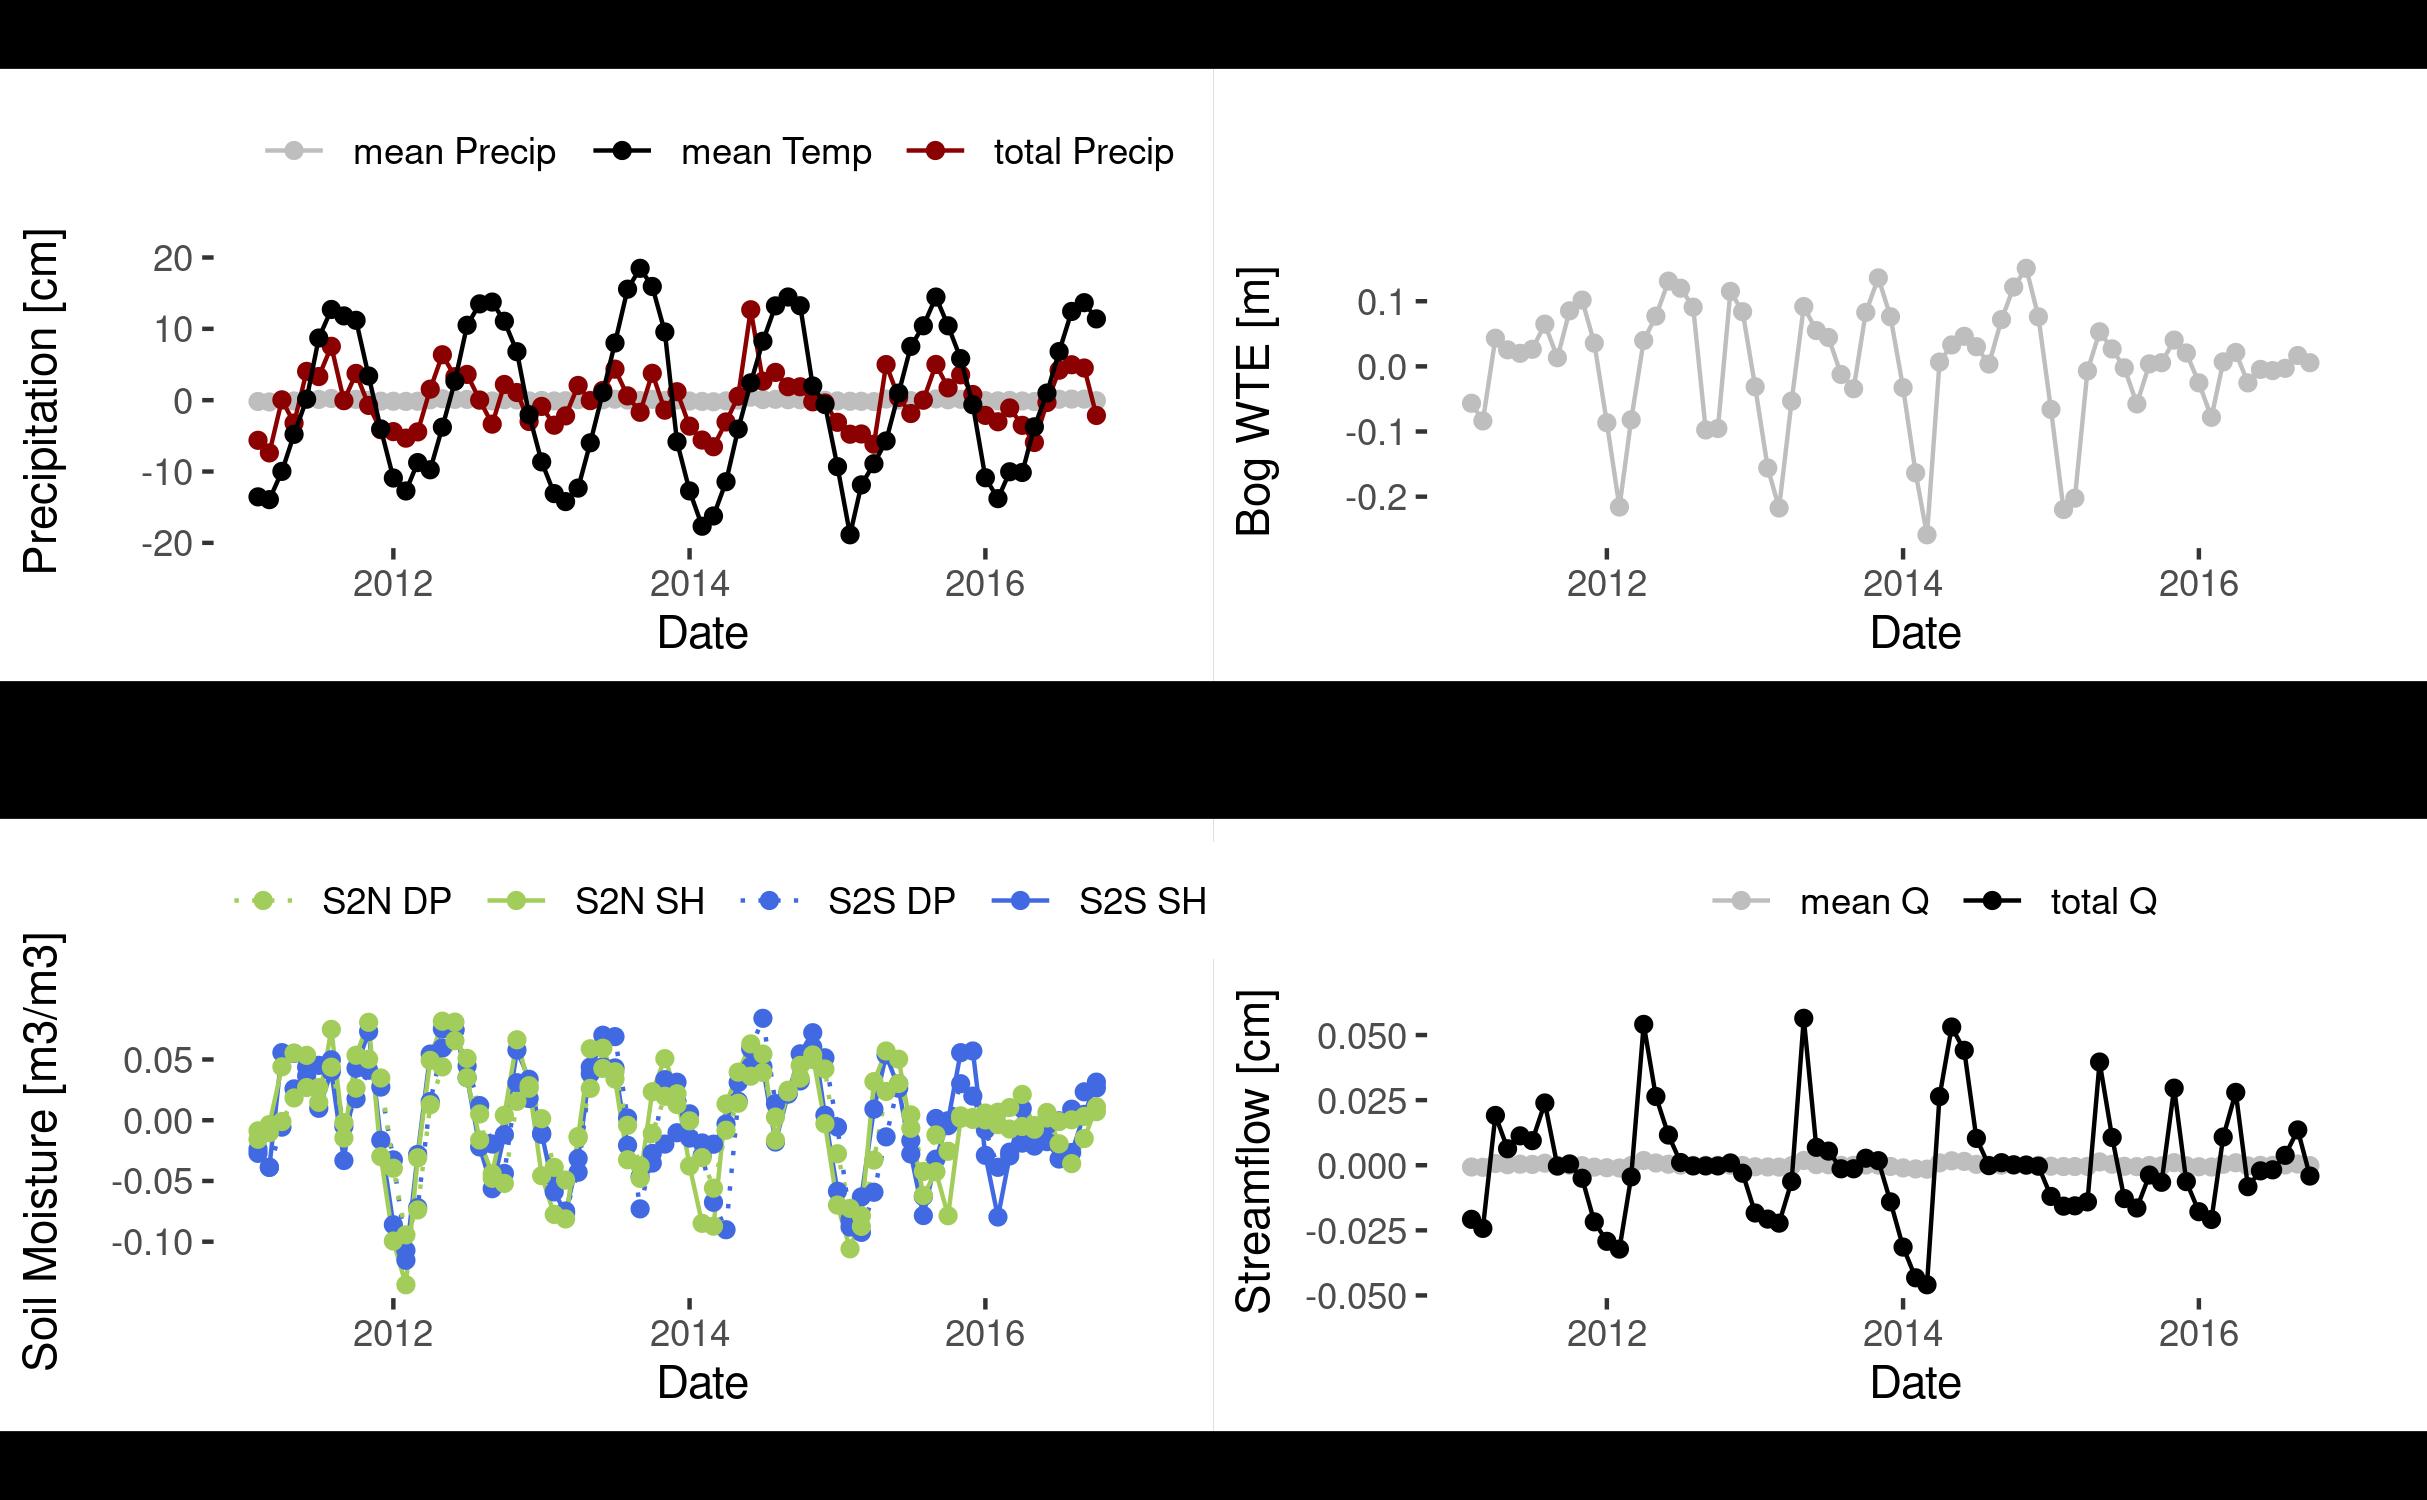 mean Precip mean Temp total Precip
Precipitation [cm]
20
10
0
-10
-20
2012 2014 2016
Date
Bog WTE [m]
0.1
0.0
-0.1
-0.2
2012 2014 2016
Date
S2N DP S2N SH S2S DP S2S SH
Soil Moisture [m3/m3]
0.05
0.00
-0.05
-0.10
2012 2014 2016
Date
mean Q total Q
Streamflow [cm]
0.050
0.025
0.000
-0.025
-0.050
2012 2014 2016
Date